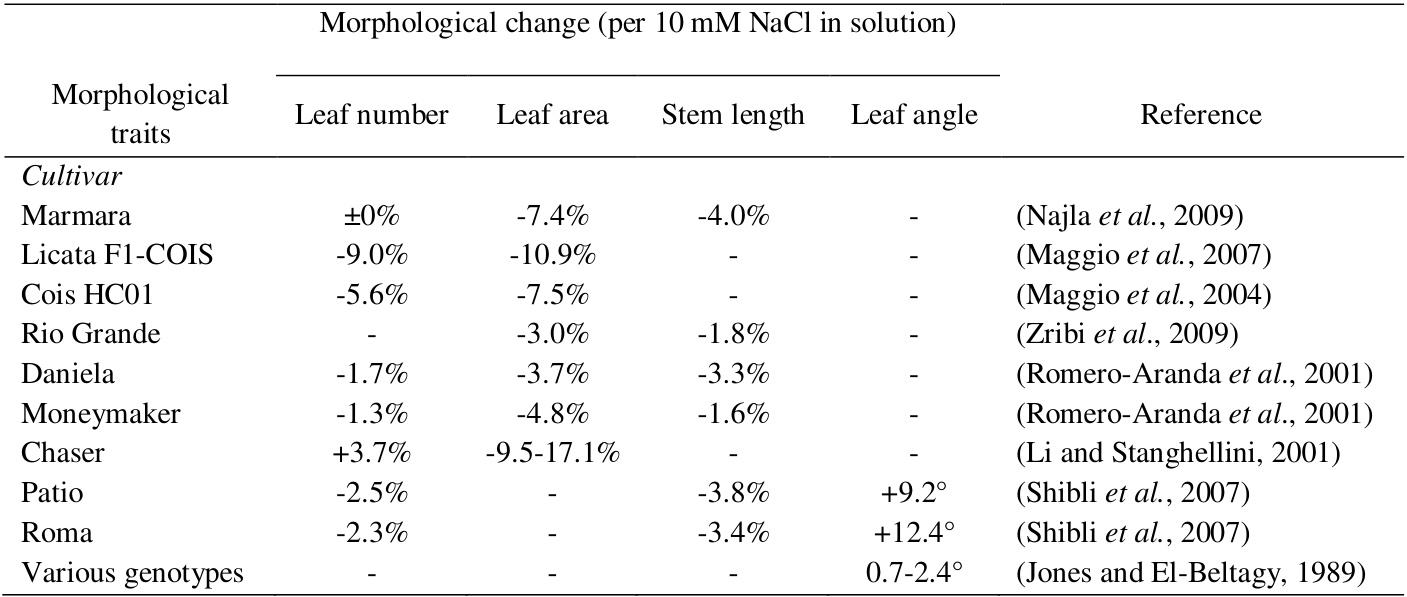 Morphological change (per 10 mM NaCl in solution)
Morphological traits Leaf number Leaf area Stem length Leaf angle Reference
Cultivar
Marmara ±0% -7.4% -4.0% - (Najla et al., 2009)
Licata F1-COIS -9.0% -10.9% - - (Maggio et al., 2007)
Cois HC01 -5.6% -7.5% - - (Maggio et al., 2004)
Rio Grande - -3.0% -1.8% - (Zribi et al., 2009)
Daniela -1.7% -3.7% -3.3% - (Romero-Aranda et al., 2001)
Moneymaker -1.3% -4.8% -1.6% - (Romero-Aranda et al., 2001)
Chaser +3.7% -9.5-17.1% - - (Li and Stanghellini, 2001)
Patio -2.5% - -3.8% +9.2° (Shibli et al., 2007)
Roma -2.3% - -3.4% +12.4° (Shibli et al., 2007)
Various genotypes - - - 0.7-2.4° (Jones and El-Beltagy, 1989)